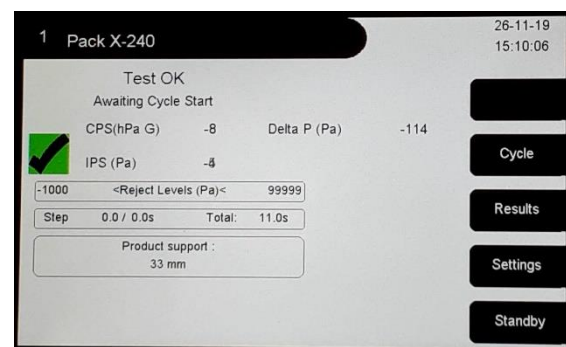 1 Pack X-240
26-11-19
15:10:06
Test OK
Awaiting Cycle Start
CPS(hPa G) -8 Delta P (Pa) -114
IPS (Pa)
-1000 <Reject Levels (Pa)< 99999
Step 0.0 / 0.0s Total: 11.0s
Product support :
33 mm
Cycle
Results
Settings
Standby